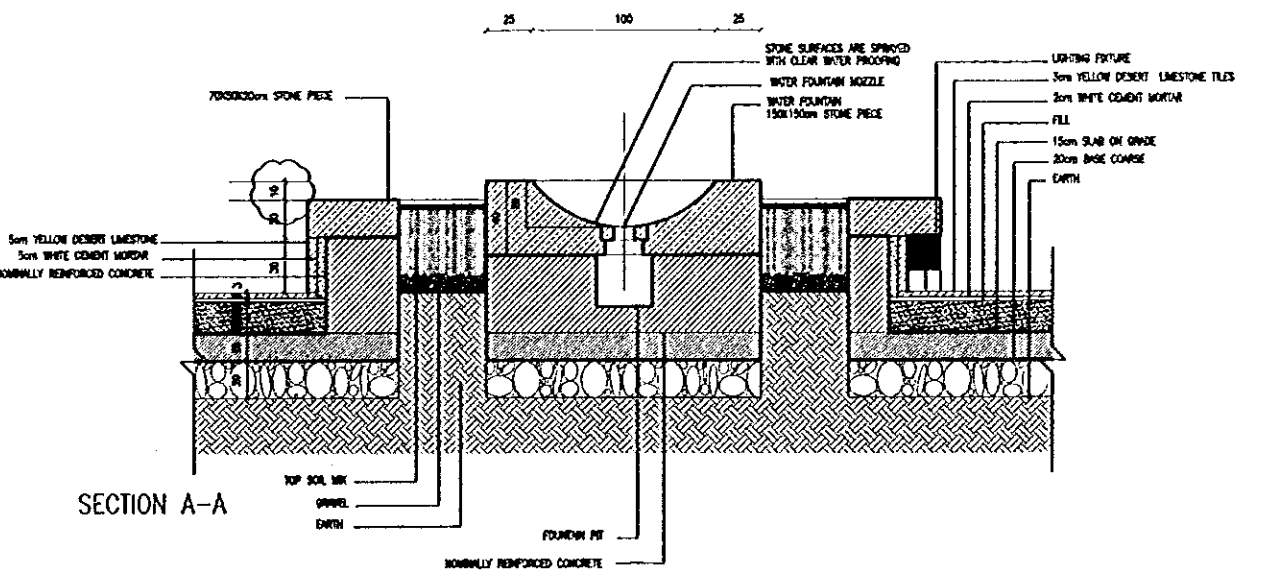 25 100 25
STONE SURFACES ARE SPRAYED
WITH CLEAR WATER PROOFING
WATER FOUNTAIN NOZZLE
WATER FOUNTAIN
150X150cm STONE PIECE
70X50X20cm STONE PIECE
LIGHTING FIXTURE
3cm YELLOW DESERT LIMESTONE TILES
2cm WHITE CEMENT MORTAR
FILL
15cm SLAB ON GRADE
20cm BASE COARSE
EARTH
10
20
5cm YELLOW DESERT LIMESTONE
WHITE CEMENT MORTAR
NOMINALLY REINFORCED CONCRETE
TOP SOIL MIX
GRAVEL
EARTH
SECTION A-A
FOUNTAIN PIT
NOMINALLY REINFORCED CONCRETE